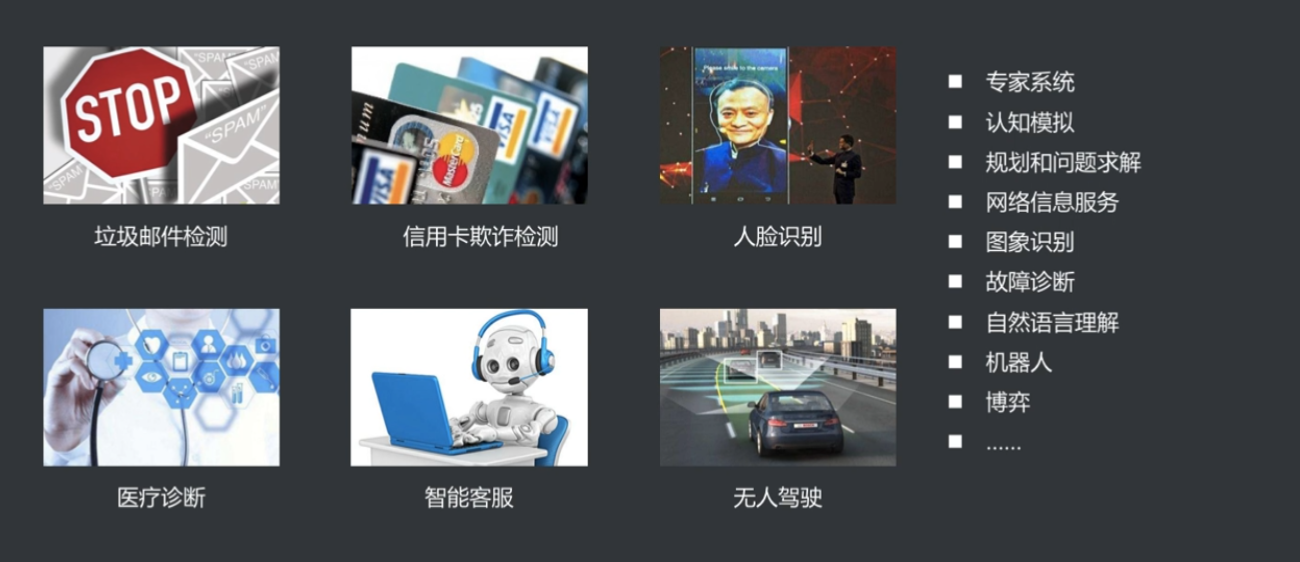 STOP
"SPAM"
"SPAM"
"SPAM"
"SPAM"
SPAM"
VISA
VISA
MasterCard
VISA
Please smile to the camera
专家系统
认知模拟
规划和问题求解
网络信息服务
图象识别
故障诊断
自然语言理解
机器人
博弈
……
垃圾邮件检测
信用卡欺诈检测
人脸识别
医疗诊断
智能客服
无人驾驶